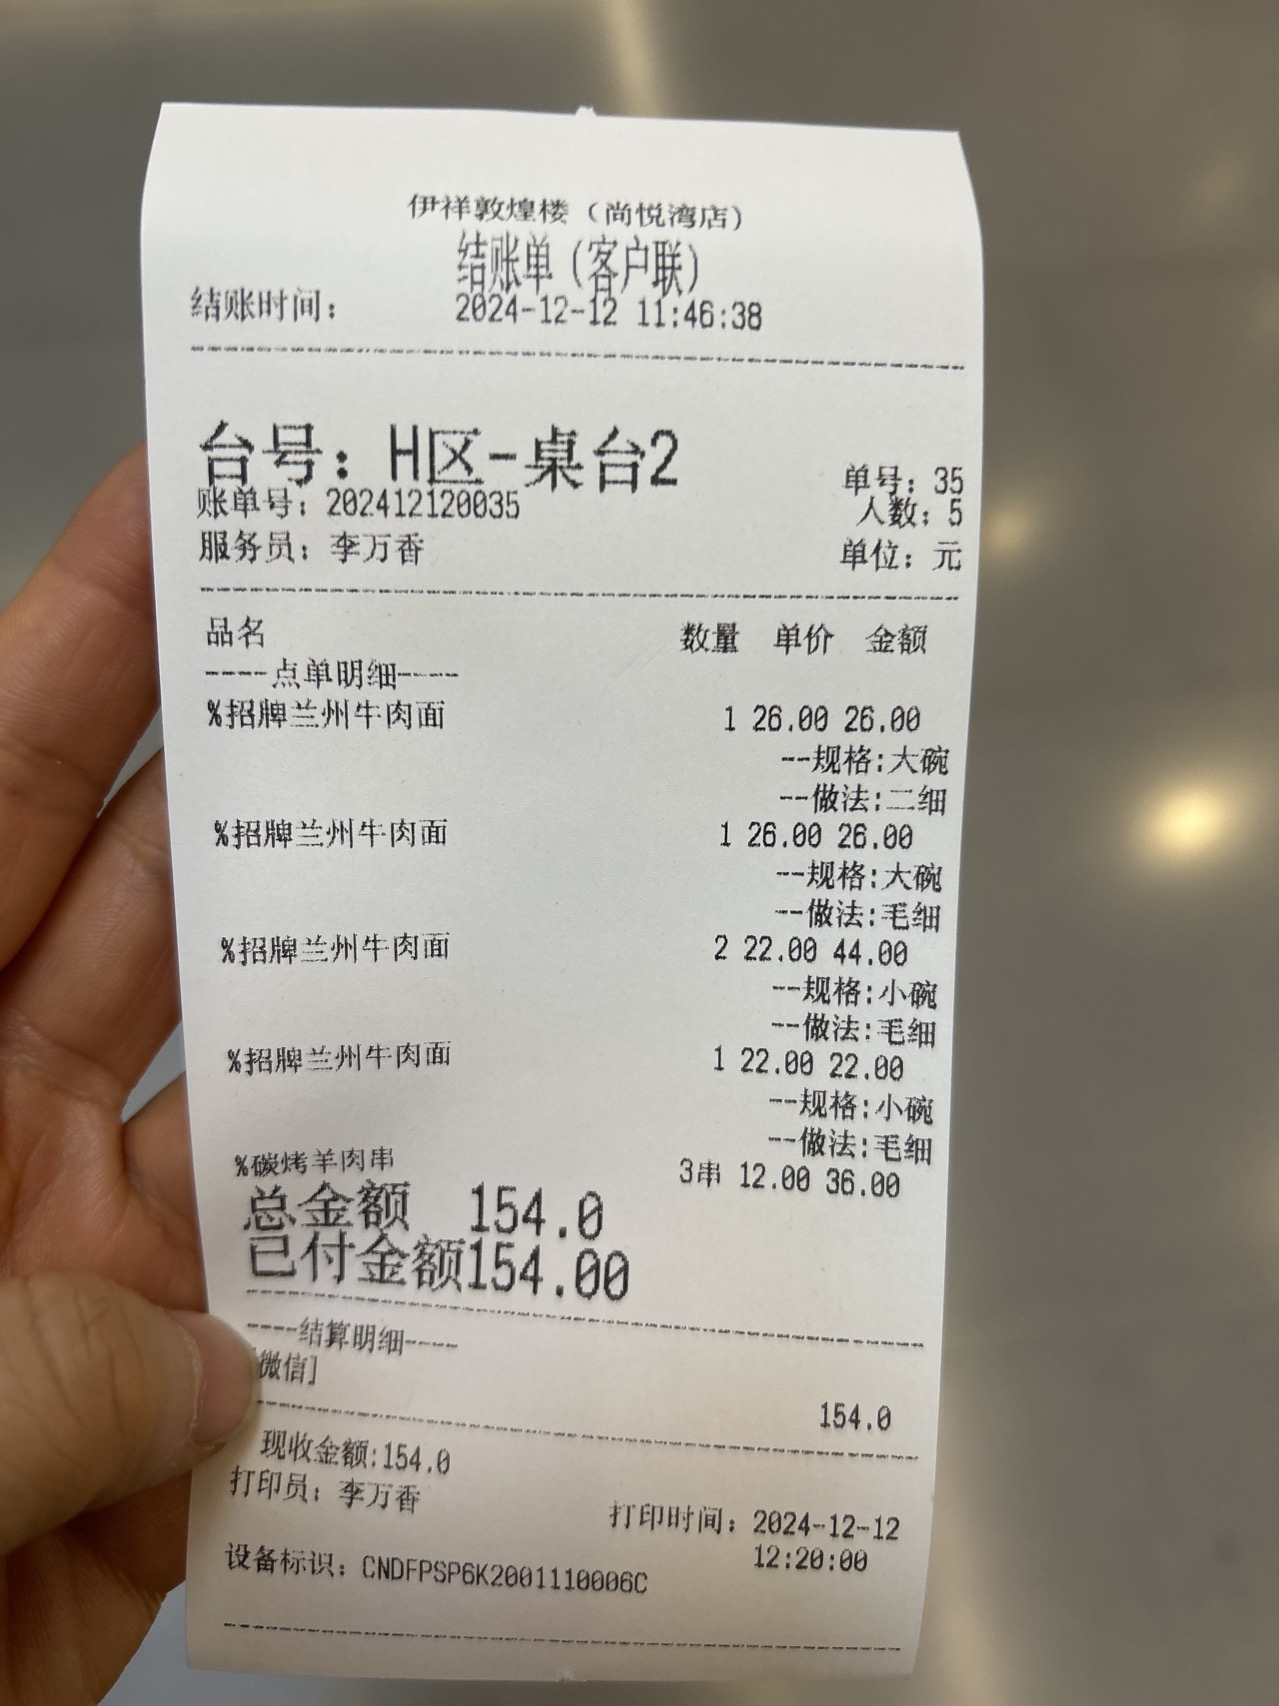 伊祥敦煌楼（尚悦湾店）
结账单（客户联）
结账时间： 2024-12-12 11:46:38
台号：H区-桌台2
单号：35
账单号：202412120035 人数：5
服务员：李万香 单位：元
品名 数量 单价 金额
----点单明细----
%招牌兰州牛肉面 1 26.00 26.00
--规格:大碗
--做法:二细
%招牌兰州牛肉面 1 26.00 26.00
--规格:大碗
--做法:毛细
%招牌兰州牛肉面 2 22.00 44.00
--规格:小碗
--做法:毛细
%招牌兰州牛肉面 1 22.00 22.00
--规格:小碗
--做法:毛细
%碳烤羊肉串 3串 12.00 36.00
总金额 154.0
已付金额154.00
----结算明细----
微信]
154.0
现收金额:154.0
打印员：李万香 打印时间：2024-12-12
12:20:00
设备标识：CNDFPSP6K2001110006C